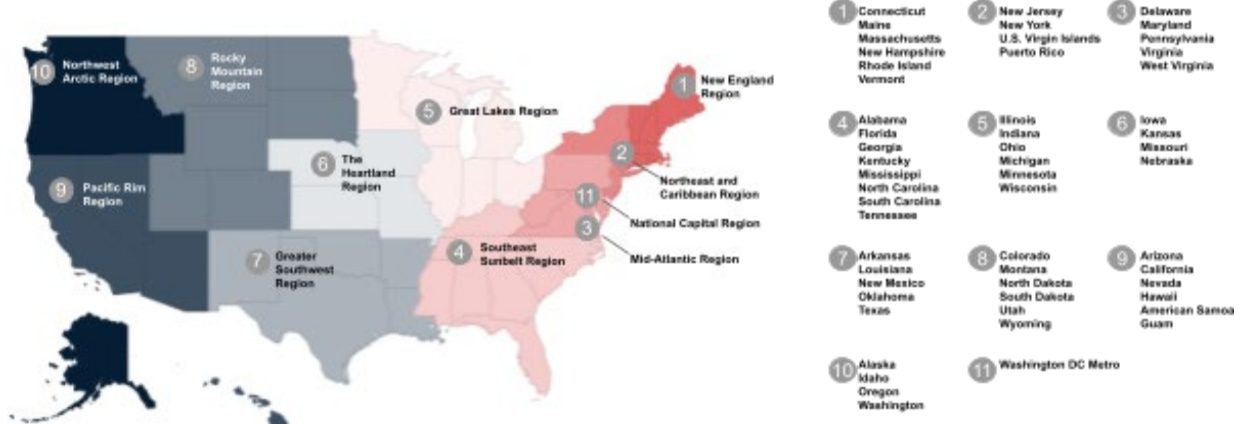 10
Northwest
Arctic Region
8
Rocky
Mountain
Region
1
New England
Region
5
Great Lakes Region
6
The
Heartland
Region
2
Northeast and
Caribbean Region
9
Pacific Rim
Region
11
National Capital Region
3
Mid-Atlantic Region
4
Southeast
Sunbelt Region
7
Greater
Southwest
Region
1
Connecticut
Maine
Massachusetts
New Hampshire
Rhode Island
Vermont
2
New Jersey
New York
U.S. Virgin Islands
Puerto Rico
3
Delaware
Maryland
Pennsylvania
Virginia
West Virginia
4
Alabama
Florida
Georgia
Kentucky
Mississippi
North Carolina
South Carolina
Tennessee
5
Illinois
Indiana
Ohio
Michigan
Minnesota
Wisconsin
6
Iowa
Kansas
Missouri
Nebraska
7
Arkansas
Louisiana
New Mexico
Oklahoma
Texas
8
Colorado
Montana
North Dakota
South Dakota
Utah
Wyoming
9
Arizona
California
Nevada
Hawaii
American Samoa
Guam
10
Alaska
Idaho
Oregon
Washington
11
Washington DC Metro